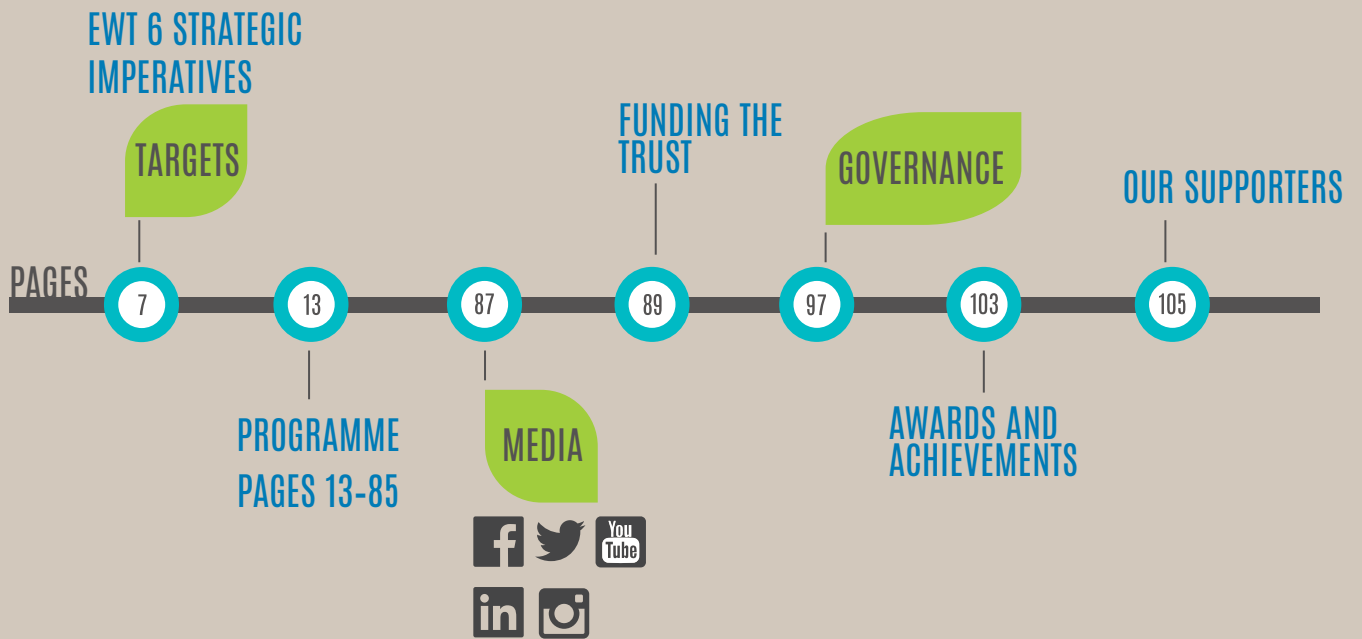 EWT 6 STRATEGIC
IMPERATIVES
TARGETS
FUNDING THE
TRUST
GOVERNANCE
OUR SUPPORTERS
PAGES
7
13
87
89
97
103
105
PROGRAMME
PAGES 13-85
MEDIA
AWARDS AND
ACHIEVEMENTS
f
You
Tube
in